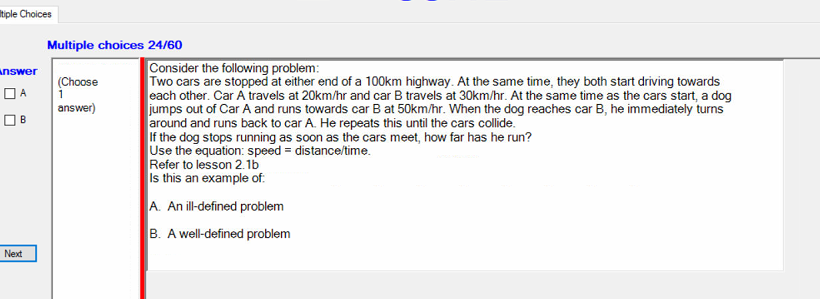 ltiple Choices
Multiple choices 24/60
Answer
A
B
(Choose
1
answer)
Consider the following problem:
Two cars are stopped at either end of a 100km highway. At the same time, they both start driving towards
each other. Car A travels at 20km/hr and car B travels at 30km/hr. At the same time as the cars start, a dog
jumps out of Car A and runs towards car B at 50km/hr. When the dog reaches car B, he immediately turns
around and runs back to car A. He repeats this until the cars collide.
If the dog stops running as soon as the cars meet, how far has he run?
Use the equation: speed = distance/time.
Refer to lesson 2.1b
Is this an example of:
A. An ill-defined problem
B. A well-defined problem
Next